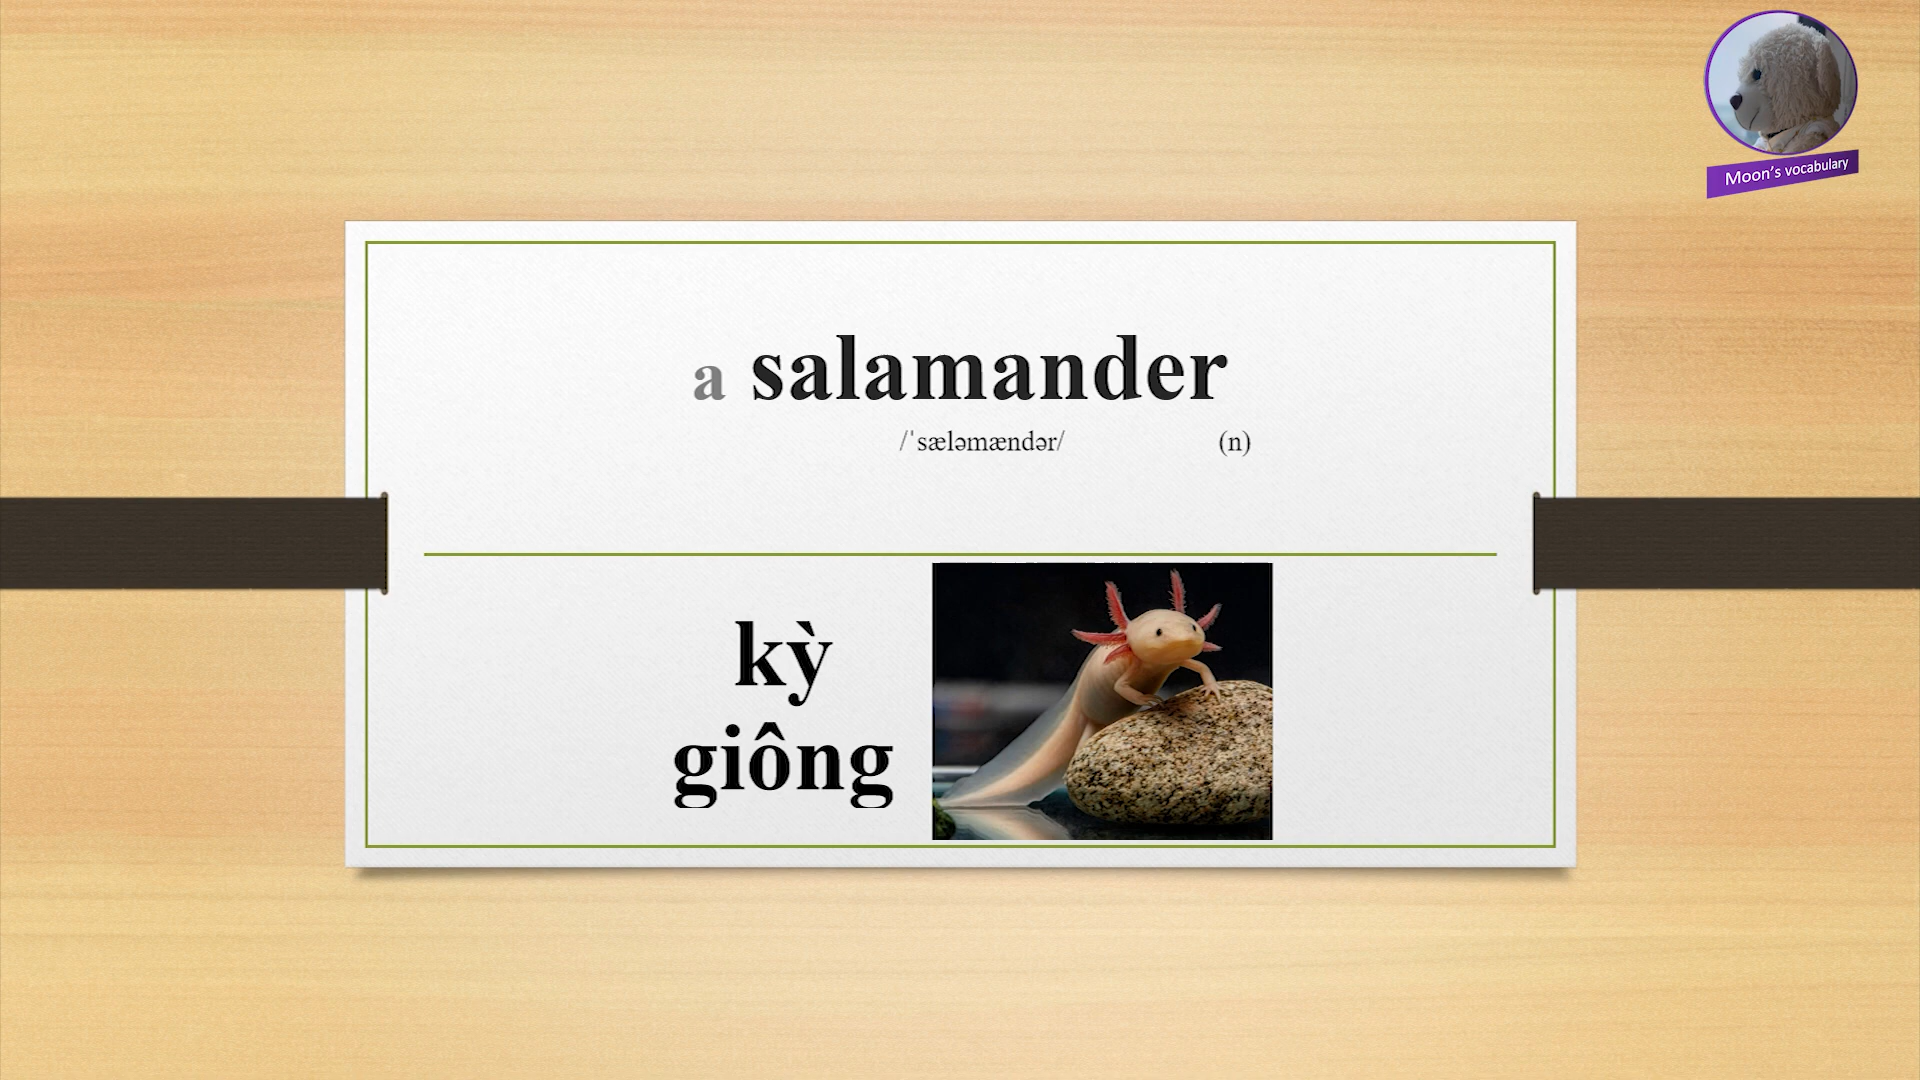 Moon's vocabulary
a salamander
/ˈsæləmændər/ (n)
kỳ
giông